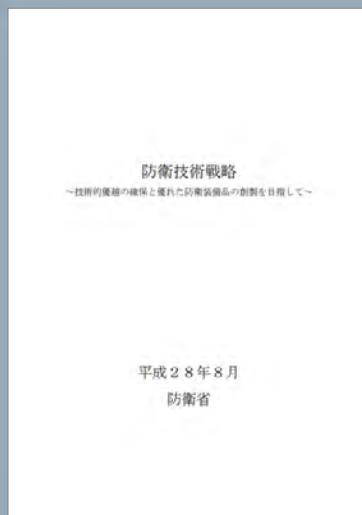 防衛技術戦略
～技術的優越の確保と優れた防衛装備品の創製を目指して～
平成２８年８月
防衛省